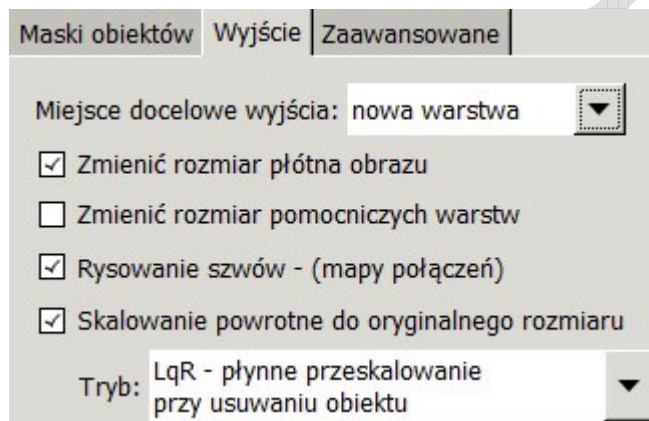 Maski obiektów Wyjście Zaawansowane
Miejsce docelowe wyjścia: nowa warstwa
Zmienić rozmiar płótna obrazu
Zmienić rozmiar pomocniczych warstw
Rysowanie szwów - (mapy połączeń)
Skalowanie powrotne do oryginalnego rozmiaru
Tryb: LqR - płynne przeskalowanie
przy usuwaniu obiektu